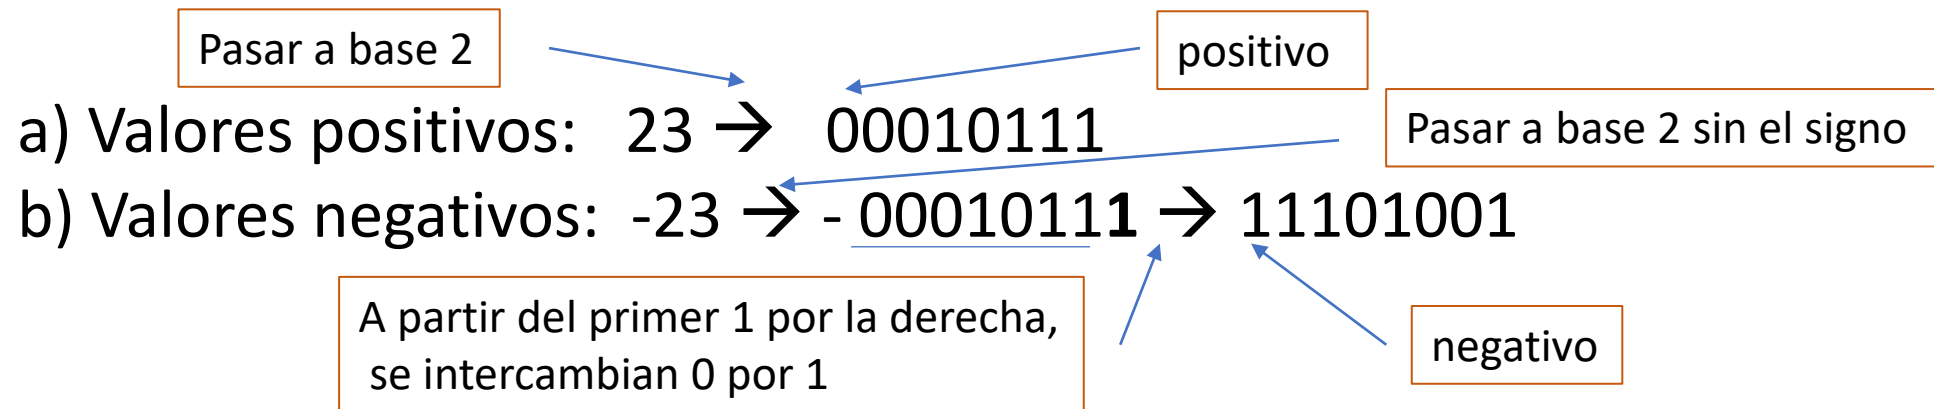 Pasar a base 2
positivo
a) Valores positivos: 23 → 00010111
Pasar a base 2 sin el signo
b) Valores negativos: -23 → - 00010111 → 11101001
A partir del primer 1 por la derecha,
se intercambian 0 por 1
negativo